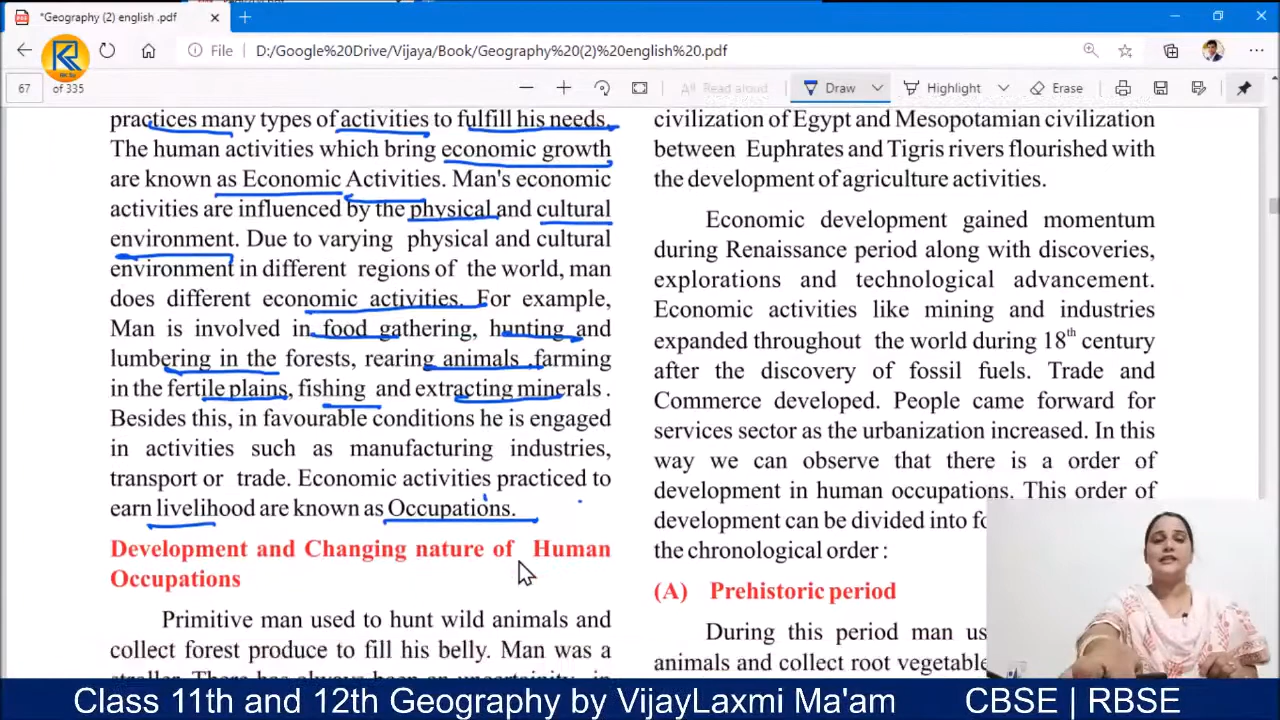 *Geography (2) english .pdf
File
D:/Google%20Drive/Vijaya/Book/Geography%20(2)%20english%20.pdf
67 of 335
Read aloud
Draw
Highlight
Erase
practices many types of activities to fulfill his needs.
The human activities which bring economic growth
are known as Economic Activities. Man's economic
activities are influenced by the physical and cultural
environment. Due to varying physical and cultural
environment in different regions of the world, man
does different economic activities. For example,
Man is involved in food gathering, hunting and
lumbering in the forests, rearing animals .farming
in the fertile plains, fishing and extracting minerals .
Besides this, in favourable conditions he is engaged
in activities such as manufacturing industries,
transport or trade. Economic activities practiced to
earn livelihood are known as Occupations.
Development and Changing nature of Human
Occupations
Primitive man used to hunt wild animals and
collect forest produce to fill his belly. Man was a
civilization of Egypt and Mesopotamian civilization
between Euphrates and Tigris rivers flourished with
the development of agriculture activities.
Economic development gained momentum
during Renaissance period along with discoveries,
explorations and technological advancement.
Economic activities like mining and industries
expanded throughout the world during 18th century
after the discovery of fossil fuels. Trade and
Commerce developed. People came forward for
services sector as the urbanization increased. In this
way we can observe that there is a order of
development in human occupations. This order of
development can be divided into
the chronological order :
(A) Prehistoric period
During this period man
animals and collect root
Class 11th and 12th Geography by VijayLaxmi Ma'am CBSE | RBSE